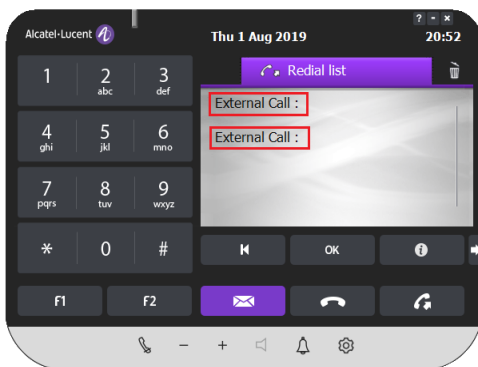 ? - x
Alcatel·Lucent
Thu 1 Aug 2019
20:52
Redial list
External Call :
External Call :
1
2
abc
3
def
4
ghi
5
jkl
6
mno
7
pqrs
8
tuv
9
wxyz
*
0
#
OK
i
F1
F2
- +